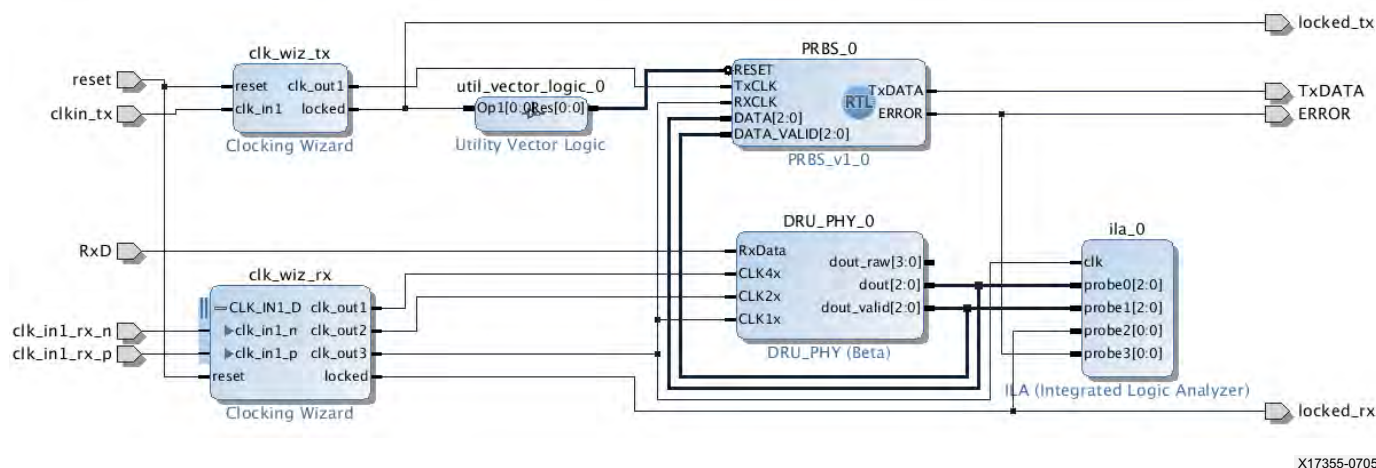 locked_tx
clk_wiz_tx
PRBS_0
reset
reset clk_out1
util_vector_logic_0
RESET
TxCLK
TxDATA
TxDATA
clkin_tx
clk_in1 locked
Op1[0:0] Res[0:0]
RXCLK
RTL
ERROR
ERROR
DATA[2:0]
DATA_VALID[2:0]
Clocking Wizard
Utility Vector Logic
PRBS_v1_0
DRU_PHY_0
ila_0
RxD
RxData
dout_raw[3:0]
clk
clk_wiz_rx
CLK4x
dout[2:0]
probe0[2:0]
CLK_IN1_D clk_out1
CLK2x
dout_valid[2:0]
probe1[2:0]
clk_in1_rx_n
clk_in1_n clk_out2
CLK1x
probe2[0:0]
clk_in1_rx_p
clk_in1_p clk_out3
DRU_PHY (Beta)
probe3[0:0]
reset locked
ILA (Integrated Logic Analyzer)
Clocking Wizard
locked_rx
X17355-0705